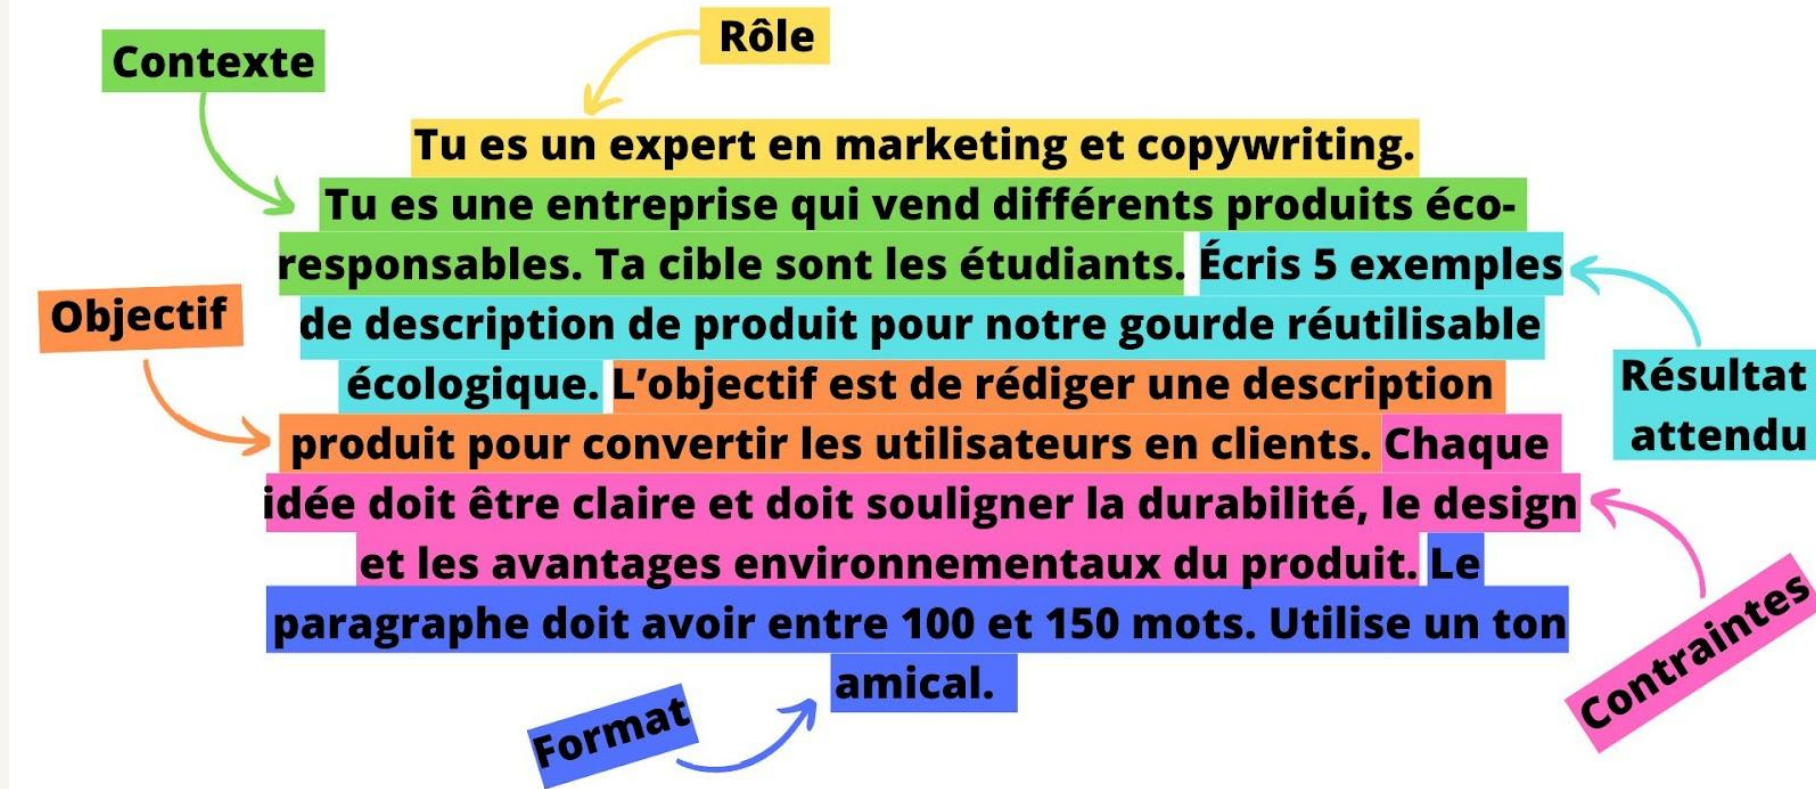 Rôle
Contexte
Tu es un expert en marketing et copywriting.
Tu es une entreprise qui vend différents produits éco-
responsables. Ta cible sont les étudiants. Écris 5 exemples
Objectif
de description de produit pour notre gourde réutilisable
écologique. L’objectif est de rédiger une description
Résultat
attendu
produit pour convertir les utilisateurs en clients. Chaque
idée doit être claire et doit souligner la durabilité, le design
et les avantages environnementaux du produit. Le
paragraphe doit avoir entre 100 et 150 mots. Utilise un ton
amical.
Contraintes
Format